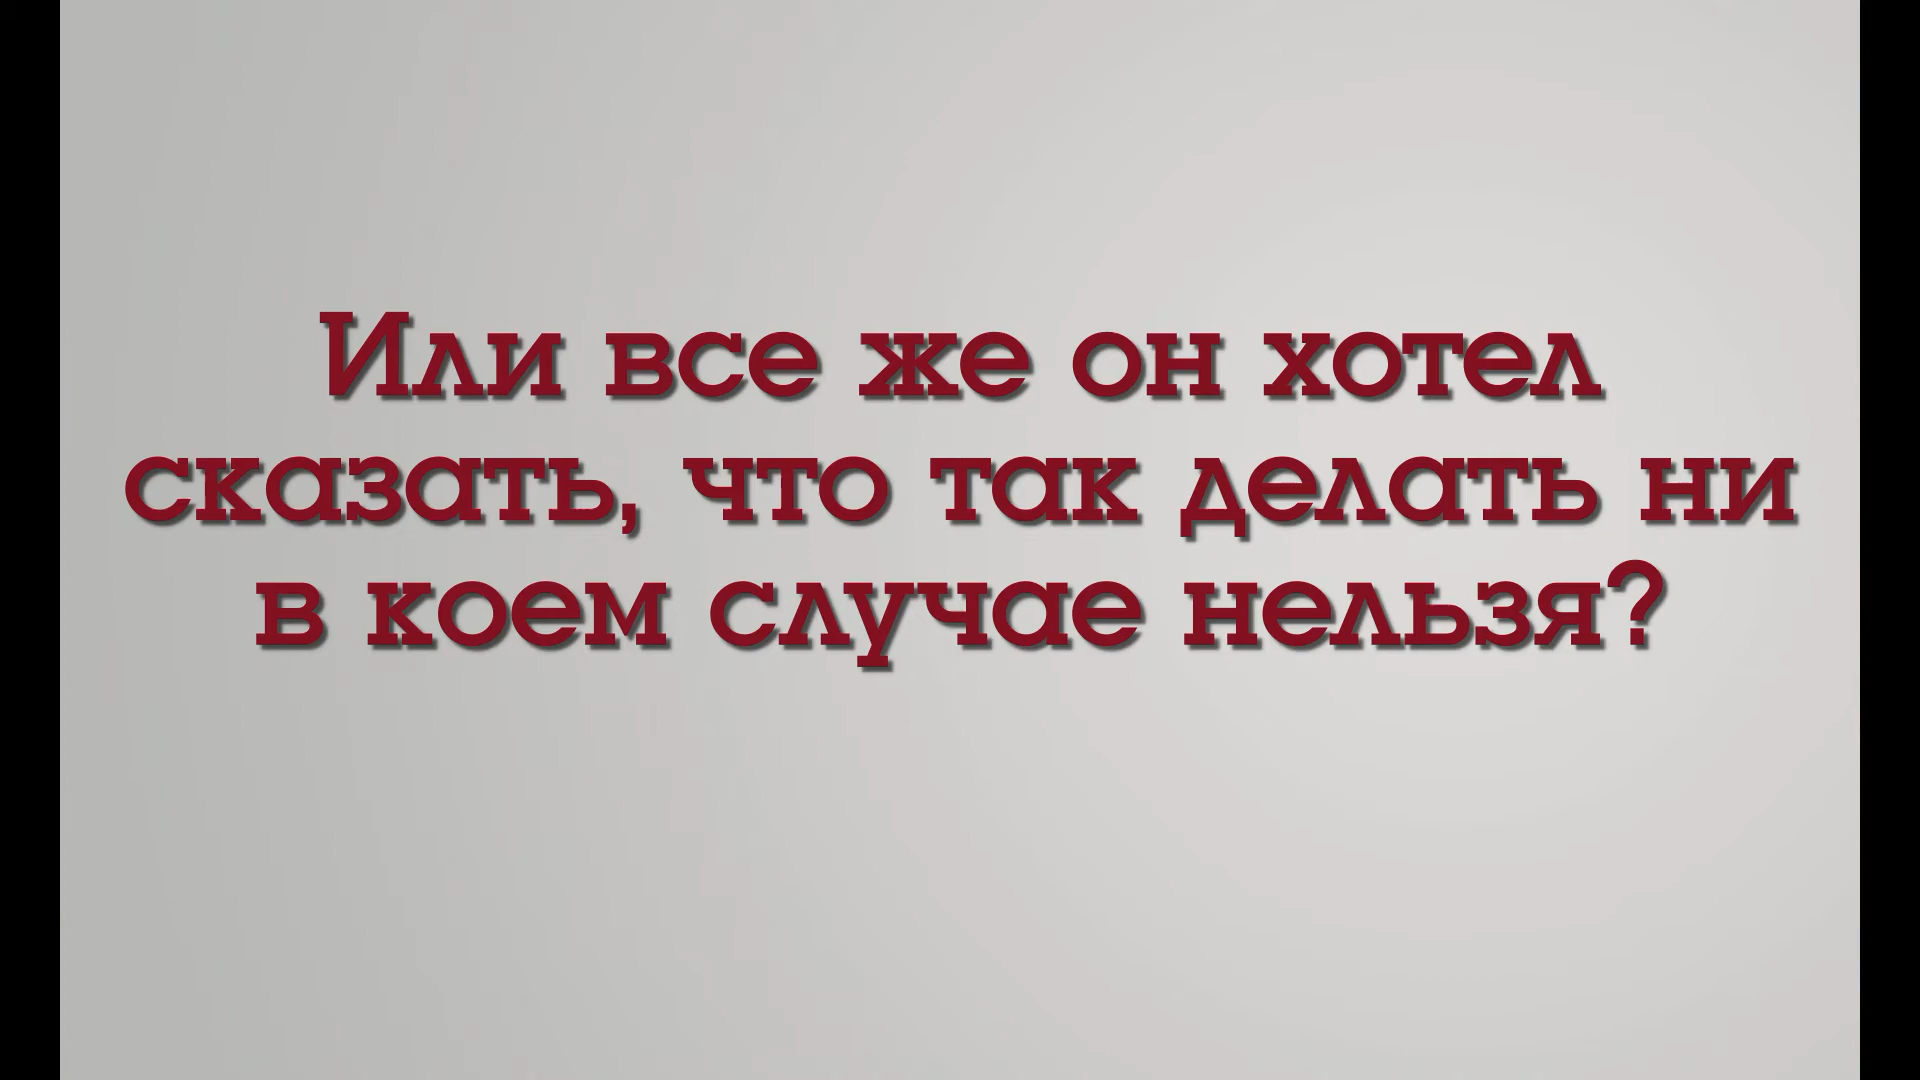 Или все же он хотел
сказать, что так делать ни
в коем случае нельзя?